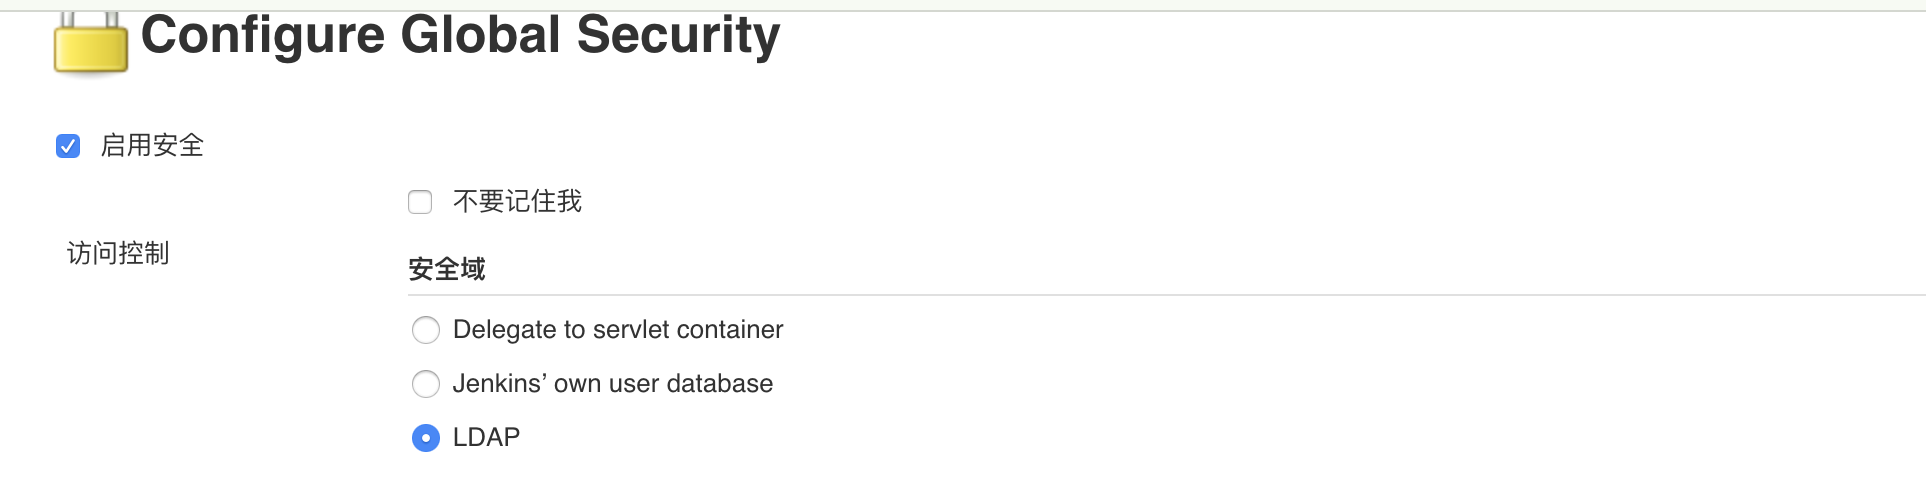 Configure Global Security
启用安全
不要记住我
访问控制
安全域
Delegate to servlet container
Jenkins’ own user database
LDAP